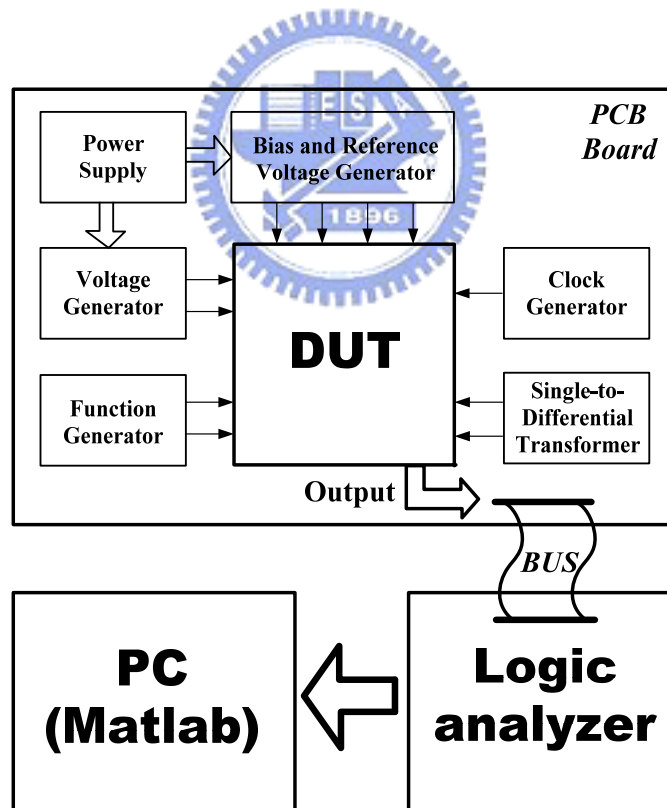 PCB
Board
Power
Supply
Bias and Reference
Voltage Generator
1896
Voltage
Generator
Clock
Generator
DUT
Function
Generator
Single-to-
Differential
Transformer
Output
BUS
PC
(Matlab)
Logic
analyzer